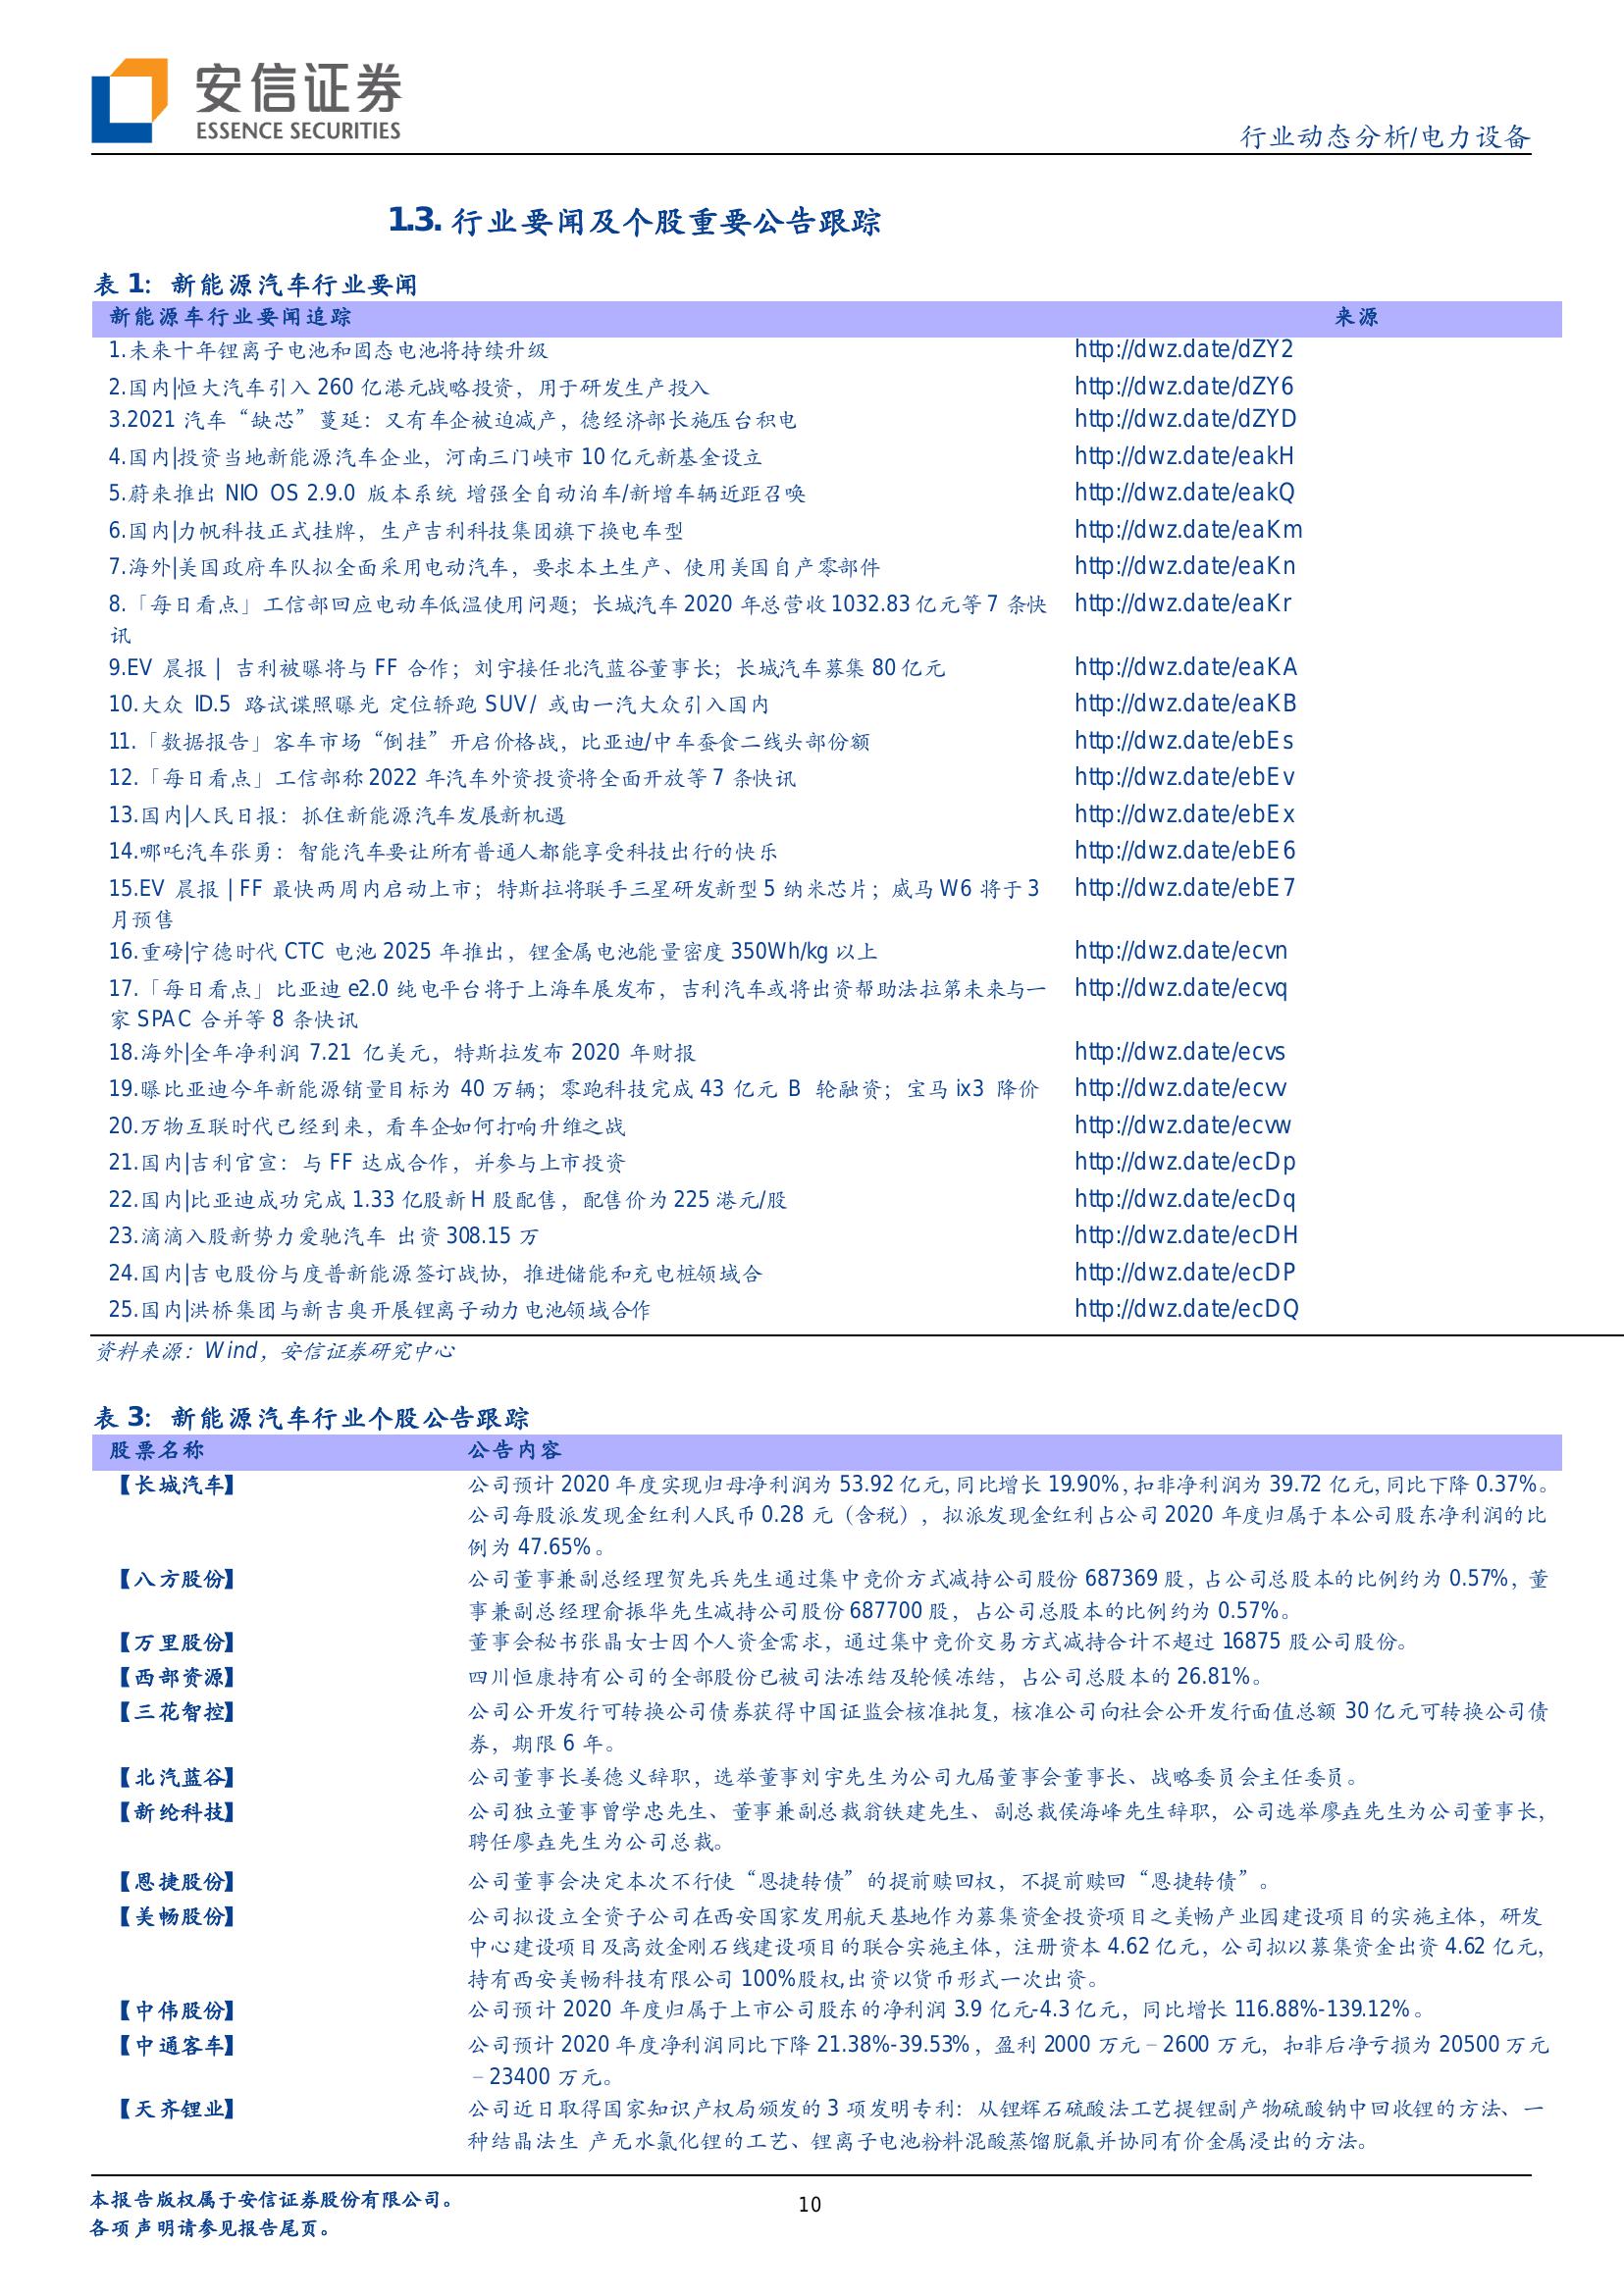 安信证券
ESSENCE SECURITIES
行业动态分析/电力设备
1.3. 行业要闻及个股重要公告跟踪
表 1：新能源汽车行业要闻
新能源车行业要闻追踪 来源
1.未来十年锂离子电池和固态电池将持续升级 http://dwz.date/dZY2
2.国内|恒大汽车引入 260 亿港元战略投资，用于研发生产投入 http://dwz.date/dZY6
3.2021 汽车“缺芯”蔓延：又有车企被迫减产，德经济部长施压台积电 http://dwz.date/dZYD
4.国内|投资当地新能源汽车企业，河南三门峡市 10 亿元新基金设立 http://dwz.date/eakH
5.蔚来推出 NIO OS 2.9.0 版本系统 增强全自动泊车/新增车辆近距召唤 http://dwz.date/eakQ
6.国内|力帆科技正式挂牌，生产吉利科技集团旗下换电车型 http://dwz.date/eaKm
7.海外|美国政府车队拟全面采用电动汽车，要求本土生产、使用美国自产零部件 http://dwz.date/eaKn
8.「每日看点」工信部回应电动车低温使用问题；长城汽车 2020 年总营收 1032.83 亿元等 7 条快 http://dwz.date/eaKr
讯
9.EV 晨报 | 吉利被曝将与 FF 合作；刘宇接任北汽蓝谷董事长；长城汽车募集 80 亿元 http://dwz.date/eaKA
10.大众 ID.5 路试谍照曝光 定位轿跑 SUV/ 或由一汽大众引入国内 http://dwz.date/eaKB
11.「数据报告」客车市场“倒挂”开启价格战，比亚迪/中车蚕食二线头部份额 http://dwz.date/ebEs
12.「每日看点」工信部称 2022 年汽车外资投资将全面开放等 7 条快讯 http://dwz.date/ebEv
13.国内|人民日报：抓住新能源汽车发展新机遇 http://dwz.date/ebEx
14.哪吒汽车张勇：智能汽车要让所有普通人都能享受科技出行的快乐 http://dwz.date/ebE6
15.EV 晨报 | FF 最快两周内启动上市；特斯拉将联手三星研发新型 5 纳米芯片；威马 W6 将于 3 http://dwz.date/ebE7
月预售
16.重磅|宁德时代 CTC 电池 2025 年推出，锂金属电池能量密度 350Wh/kg 以上 http://dwz.date/ecvn
17.「每日看点」比亚迪 e2.0 纯电平台将于上海车展发布，吉利汽车或将出资帮助法拉第未来与一 http://dwz.date/ecvq
家 SPAC 合并等 8 条快讯
18.海外|全年净利润 7.21 亿美元，特斯拉发布 2020 年财报 http://dwz.date/ecvs
19.曝比亚迪今年新能源销量目标为 40 万辆；零跑科技完成 43 亿元 B 轮融资；宝马 ix3 降价 http://dwz.date/ecvv
20.万物互联时代已经到来，看车企如何打响升维之战 http://dwz.date/ecvw
21.国内|吉利官宣：与 FF 达成合作，并参与上市投资 http://dwz.date/ecDp
22.国内|比亚迪成功完成 1.33 亿股新 H 股配售，配售价为 225 港元/股 http://dwz.date/ecDq
23.滴滴入股新势力爱驰汽车 出资 308.15 万 http://dwz.date/ecDH
24.国内|吉电股份与度普新能源签订战协，推进储能和充电桩领域合 http://dwz.date/ecDP
25.国内|洪桥集团与新吉奥开展锂离子动力电池领域合作 http://dwz.date/ecDQ
资料来源：Wind，安信证券研究中心
表 3：新能源汽车行业个股公告跟踪
股票名称 公告内容
【长城汽车】 公司预计 2020 年度实现归母净利润为 53.92 亿元,同比增长 19.90%,扣非净利润为 39.72 亿元,同比下降 0.37%。
公司每股派发现金红利人民币 0.28 元（含税），拟派发现金红利占公司 2020 年度归属于本公司股东净利润的比
例为 47.65%。
【八方股份】 公司董事兼副总经理贺先兵先生通过集中竞价方式减持公司股份 687369 股，占公司总股本的比例约为 0.57%，董
事兼副总经理俞振华先生减持公司股份 687700 股，占公司总股本的比例约为 0.57%。
【万里股份】 董事会秘书张晶女士因个人资金需求，通过集中竞价交易方式减持合计不超过 16875 股公司股份。
【西部资源】 四川恒康持有公司的全部股份已被司法冻结及轮候冻结，占公司总股本的 26.81%。
【三花智控】 公司公开发行可转换公司债券获得中国证监会核准批复，核准公司向社会公开发行面值总额 30 亿元可转换公司债
券，期限 6 年。
【北汽蓝谷】 公司董事长姜德义辞职，选举董事刘宇先生为公司九届董事会董事长、战略委员会主任委员。
【新纶科技】 公司独立董事曾学忠先生、董事兼副总裁翁铁建先生、副总裁侯海峰先生辞职，公司选举廖垚先生为公司董事长，
聘任廖垚先生为公司总裁。
【恩捷股份】 公司董事会决定本次不行使“恩捷转债”的提前赎回权，不提前赎回“恩捷转债”。
【美畅股份】 公司拟设立全资子公司在西安国家发用航天基地作为募集资金投资项目之美畅产业园建设项目的实施主体，研发
中心建设项目及高效金刚石线建设项目的联合实施主体，注册资本 4.62 亿元，公司拟以募集资金出资 4.62 亿元，
持有西安美畅科技有限公司 100%股权,出资以货币形式一次出资。
【中伟股份】 公司预计 2020 年度归属于上市公司股东的净利润 3.9 亿元-4.3 亿元，同比增长 116.88%-139.12%。
【中通客车】 公司预计 2020 年度净利润同比下降 21.38%-39.53%，盈利 2000 万元－2600 万元，扣非后净亏损为 20500 万元
－23400 万元。
【天齐锂业】 公司近日取得国家知识产权局颁发的 3 项发明专利：从锂辉石硫酸法工艺提锂副产物硫酸钠中回收锂的方法、一
种结晶法生 产无水氯化锂的工艺、锂离子电池粉料混酸蒸馏脱氟并协同有价金属浸出的方法。
本报告版权属于安信证券股份有限公司。
各项声明请参见报告尾页。
10